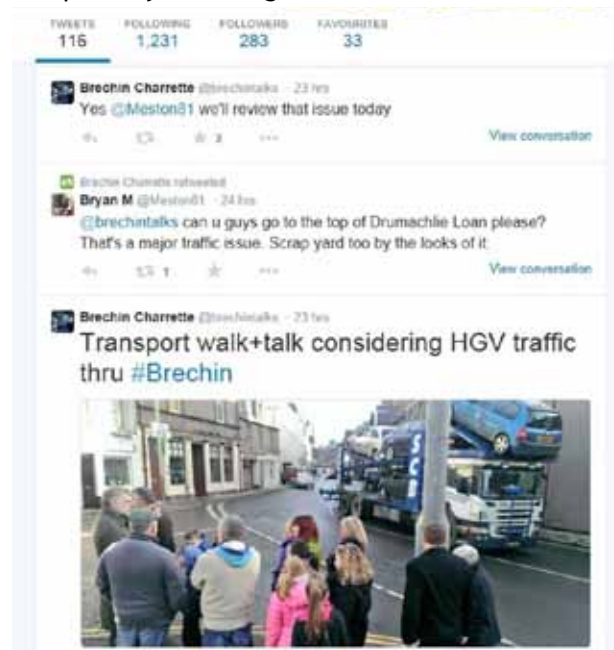 TWEETS FOLLOWING FOLLOWERS FAVOURITES
116 1,231 283 33
Brechin Charrette @brechintalks · 23 hrs
Yes @Meston81 we'll review that issue today
2
View conversation
Brechin Charrette retweeted
Bryan M @Meston81 · 24 hrs
@brechintalks can u guys go to the top of Drumachlie Loan please?
That's a major traffic issue. Scrap yard too by the looks of it
1
View conversation
Brechin Charrette @brechintalks · 23 hrs
Transport walk+talk considering HGV traffic
thru #Brechin